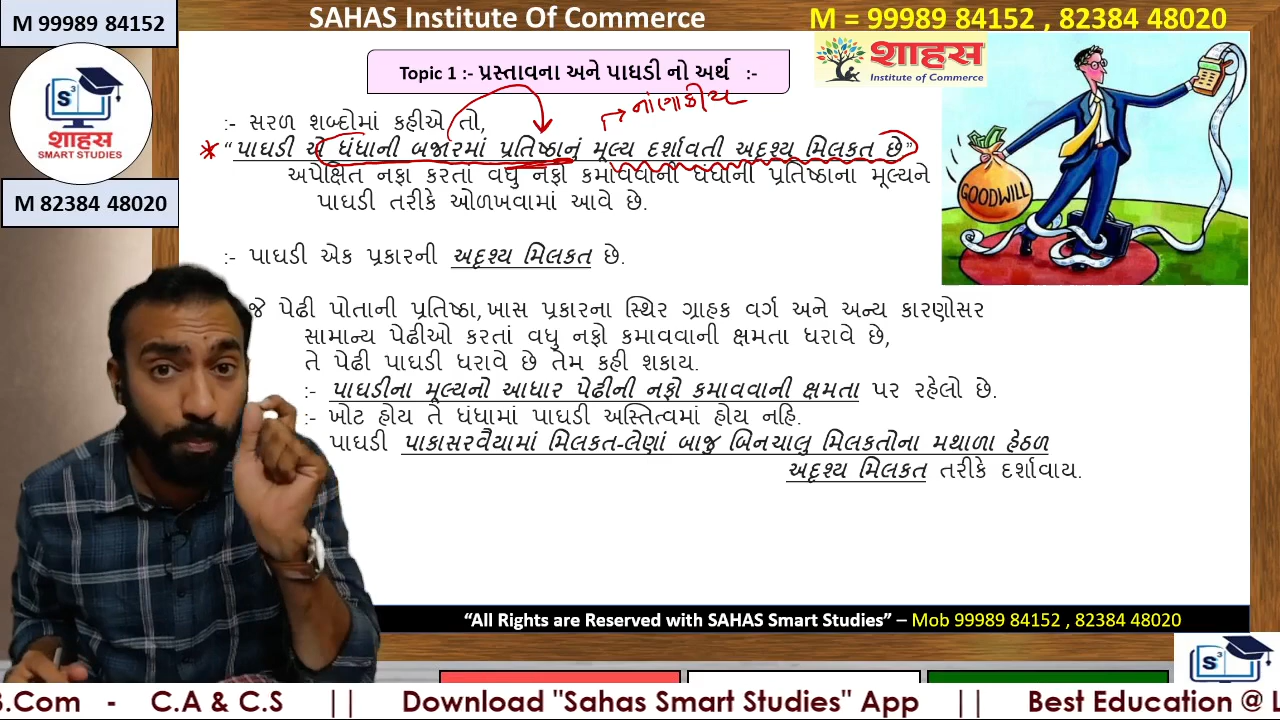 M 99989 84152
SAHAS Institute Of Commerce
M = 99989 84152 , 82384 48020
S³
શાહસ
SMART STUDIES
M 82384 48020
शाहस
Institute of Commerce
Topic 1 :- પ્રસ્તાવના અને પાઘડી નો અર્થ :-
નાંણાકીય
:- સરળ શબ્દોમાં કહીએ તો,
* “પાઘડી એ ધંધાની બજારમાં પ્રતિષ્ઠાનું મૂલ્ય દર્શાવતી અદૃશ્ય મિલકત છે”
અપેક્ષિત નફા કરતાં વધુ નફો કમાવવાની ધંધાની પ્રતિષ્ઠાના મૂલ્યને
પાઘડી તરીકે ઓળખવામાં આવે છે.
GOODWILL
:- પાઘડી એક પ્રકારની અદૃશ્ય મિલકત છે.
જે પેઢી પોતાની પ્રતિષ્ઠા,ખાસ પ્રકારના સ્થિર ગ્રાહક વર્ગ અને અન્ય કારણોસર
સામાન્ય પેઢીઓ કરતાં વધુ નફો કમાવવાની ક્ષમતા ધરાવે છે,
તે પેઢી પાઘડી ધરાવે છે તેમ કહી શકાય.
:- પાઘડીના મૂલ્યનો આધાર પેઢીની નફો કમાવવાની ક્ષમતા પર રહેલો છે.
:- ખોટ હોય તે ધંધામાં પાઘડી અસ્તિત્વમાં હોય નહિ.
પાઘડી પાકાસરવૈયામાં મિલકત-લેણાં બાજુ બિનચાલુ મિલકતોના મથાળા હેઠળ
અદૃશ્ય મિલકત તરીકે દર્શાવાય.
“All Rights are Reserved with SAHAS Smart Studies” – Mob 99989 84152 , 82384 48020
S³
શાહસ
B.Com - C.A & C.S || Download "Sahas Smart Studies" App || Best Education @ L